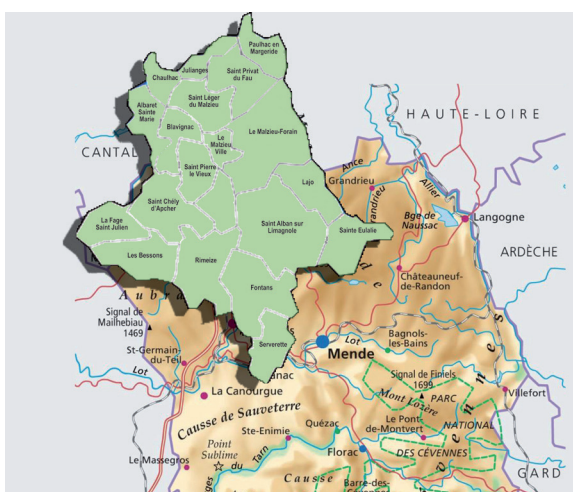 Paulhac en
Margeride
Julianges
Chaulhac
Saint Privat
du Fau
Saint Léger
du Malzieu
Albaret
Sainte
Marie
Blavignac
Le
Malzieu
Ville
Le Malzieu-Forain
Saint Pierre
le Vieux
Lajo
Saint Chély
d'Apcher
La Fage
Saint Julien
Saint Alban sur
Limagnole
Sainte Eulalie
Les Bessons
Rimeize
Fontans
Serverette
HAUTE-LOIRE
CANTAL
Ance
Allier
Grandrieu
Bge de
Naussac
Langogne
ARDÈCHE
Châteauneuf-
de-Randon
Aubra
Signal de
Mailhebiau
1469
St-Germain-
du-Teil
Lot
Lot
Mende
Bagnols-
les-Bains
Signal de Finiels
1699
Mont Lozère
PARC
NATIONAL
DES CÉVENNES
Villefort
La Canourgue
Causse de Sauveterre
Ste-Enimie
Quézac
Le Pont-
de-Montvert
Point
Sublime
Le Massegros
du
Tarn
Florac
GARD
Causse
Barre-des-